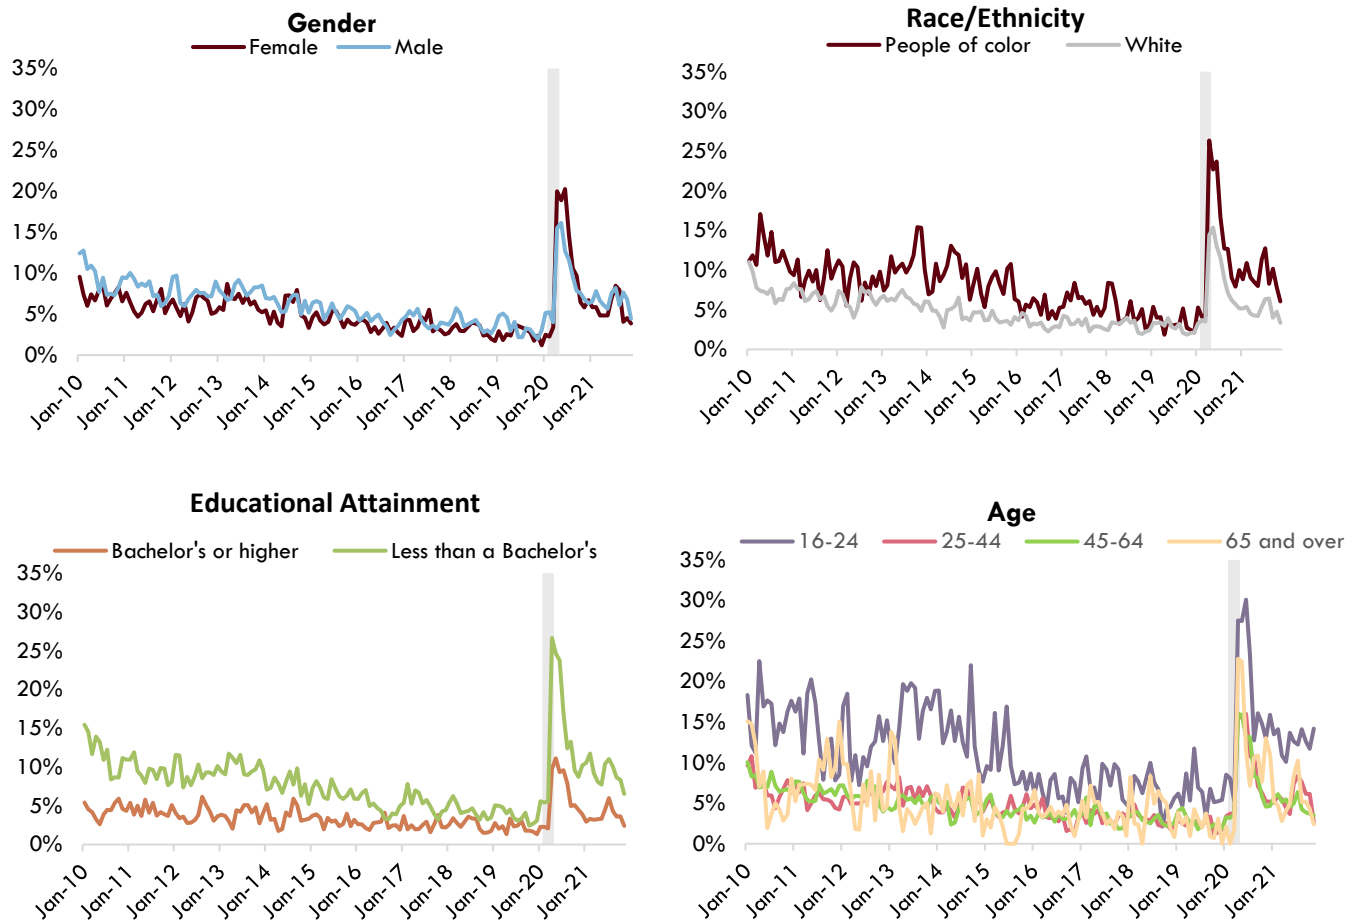 Gender
Female Male
35%
30%
25%
20%
15%
10%
5%
0%
Jan-10 Jan-11 Jan-12 Jan-13 Jan-14 Jan-15 Jan-16 Jan-17 Jan-18 Jan-19 Jan-20 Jan-21
Race/Ethnicity
People of color White
35%
30%
25%
20%
15%
10%
5%
0%
Jan-10 Jan-11 Jan-12 Jan-13 Jan-14 Jan-15 Jan-16 Jan-17 Jan-18 Jan-19 Jan-20 Jan-21
Educational Attainment
Bachelor's or higher Less than a Bachelor's
35%
30%
25%
20%
15%
10%
5%
0%
Jan-10 Jan-11 Jan-12 Jan-13 Jan-14 Jan-15 Jan-16 Jan-17 Jan-18 Jan-19 Jan-20 Jan-21
Age
16-24 25-44 45-64 65 and over
35%
30%
25%
20%
15%
10%
5%
0%
Jan-10 Jan-11 Jan-12 Jan-13 Jan-14 Jan-15 Jan-16 Jan-17 Jan-18 Jan-19 Jan-20 Jan-21